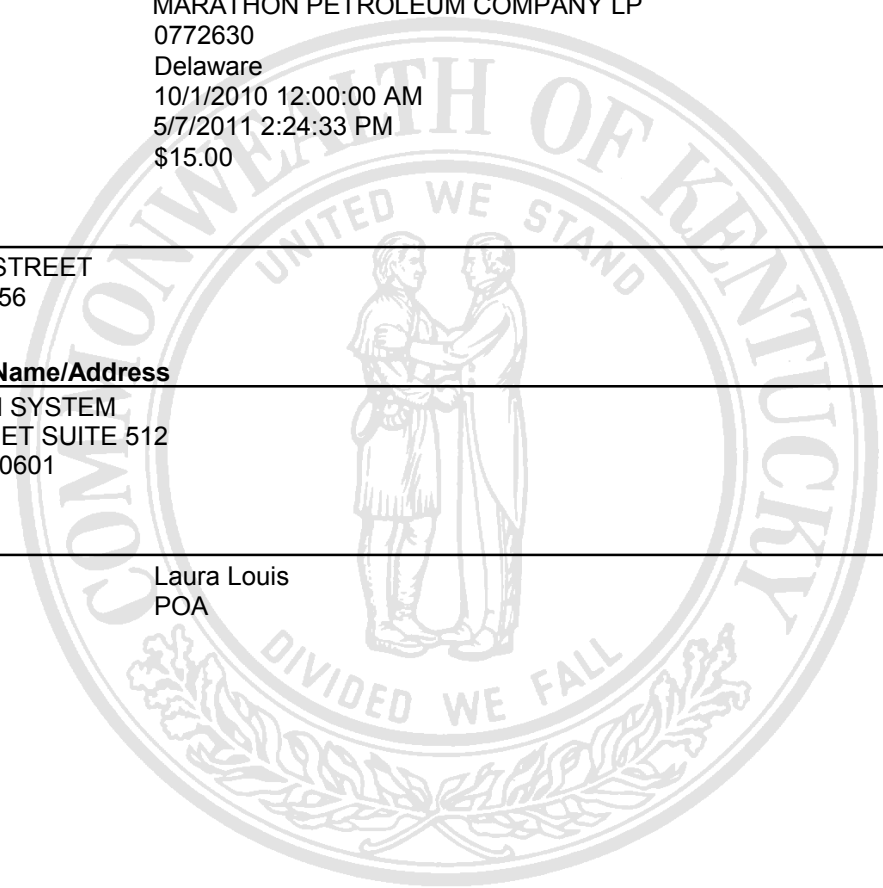 MARATHON PETROLEUM COMPANY LP
0772630
Delaware
10/1/2010 12:00:00 AM
5/7/2011 2:24:33 PM
$15.00
STREET
56
Name/Address
SYSTEM
ET SUITE 512
0601
Laura Louis
POA
COMMONWEALTH OF KENTUCKY
UNITED WE STAND
DIVIDED WE FALL